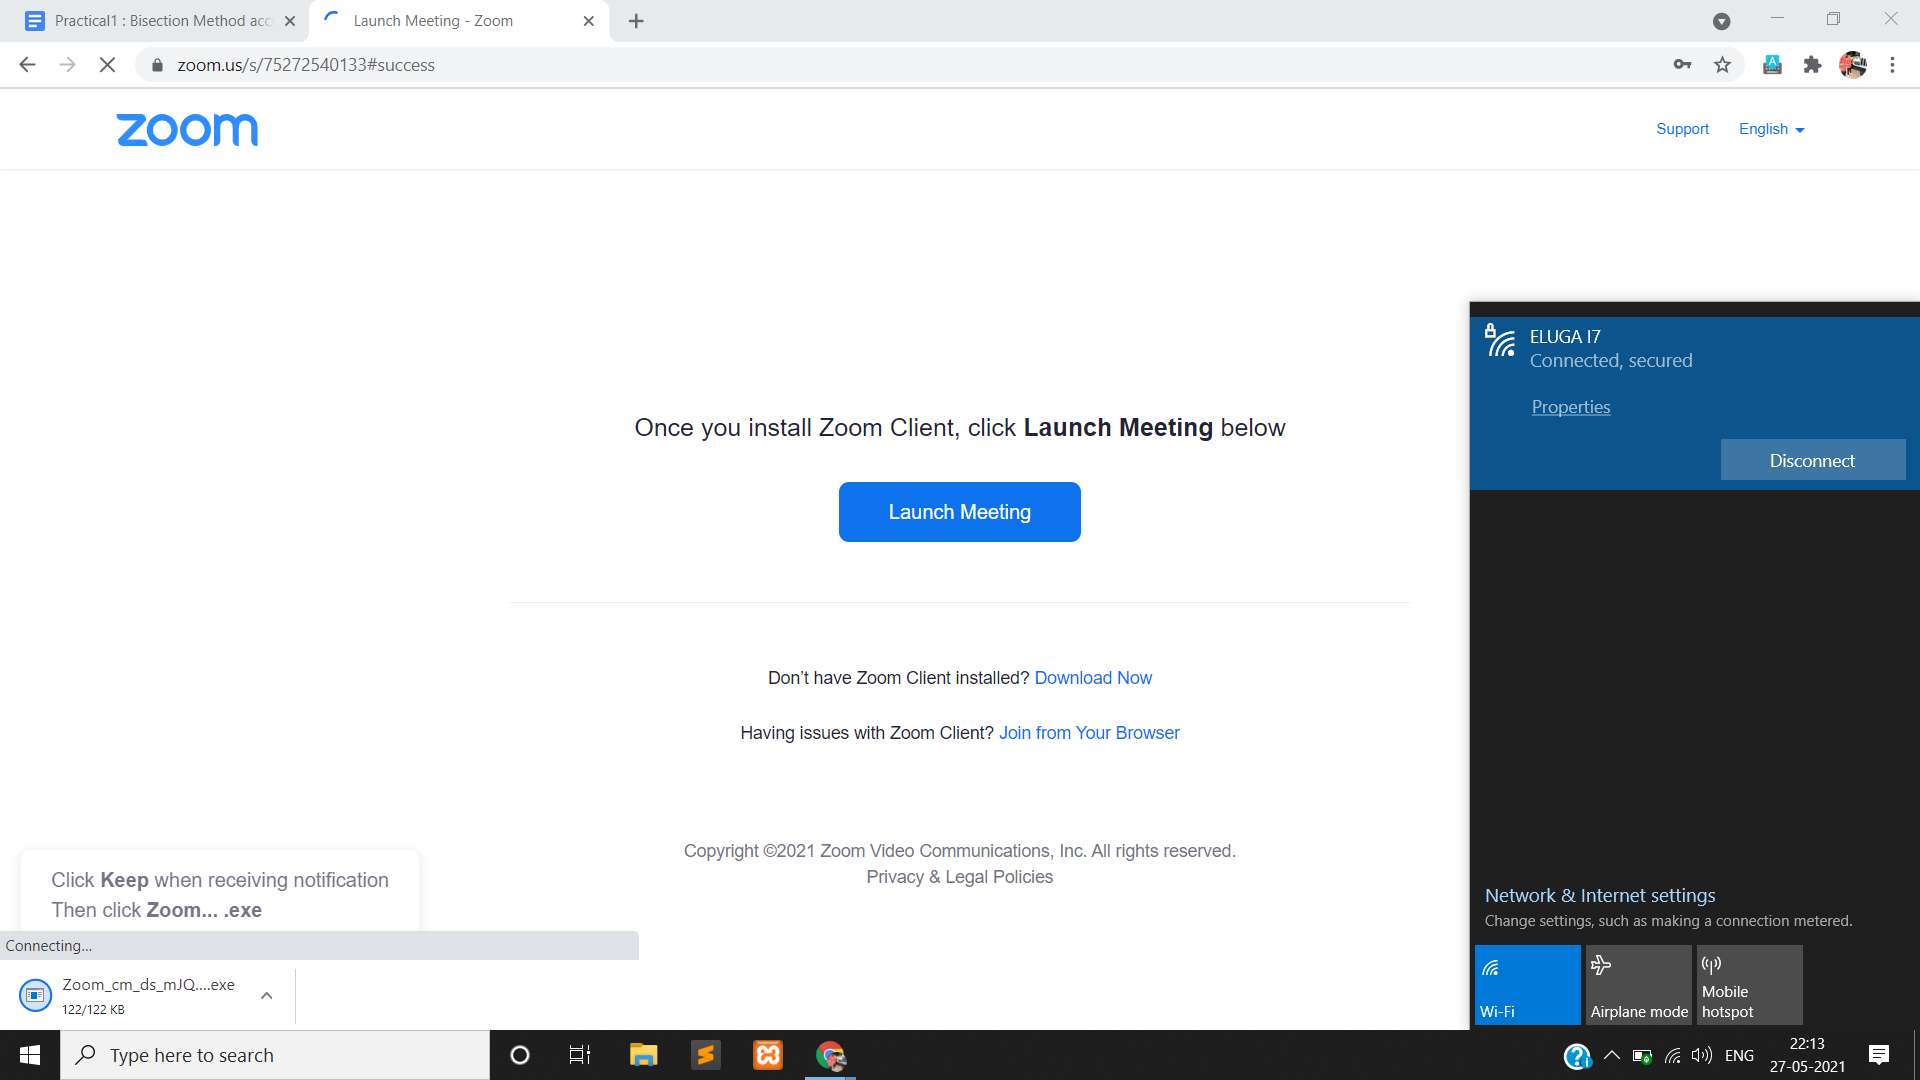 Practical1 : Bisection Method acc
Launch Meeting - Zoom
zoom.us/s/75272540133#success
zoom
Support
English
Once you install Zoom Client, click Launch Meeting below
Launch Meeting
Don't have Zoom Client installed? Download Now
Having issues with Zoom Client? Join from Your Browser
Copyright ©2021 Zoom Video Communications, Inc. All rights reserved.
Privacy & Legal Policies
Click Keep when receiving notification
Then click Zoom... .exe
Connecting...
Zoom_cm_ds_mJQ....exe
122/122 KB
ELUGA I7
Connected, secured
Properties
Disconnect
Network & Internet settings
Change settings, such as making a connection metered.
Wi-Fi
Airplane mode
Mobile
hotspot
Type here to search
ENG
22:13
27-05-2021